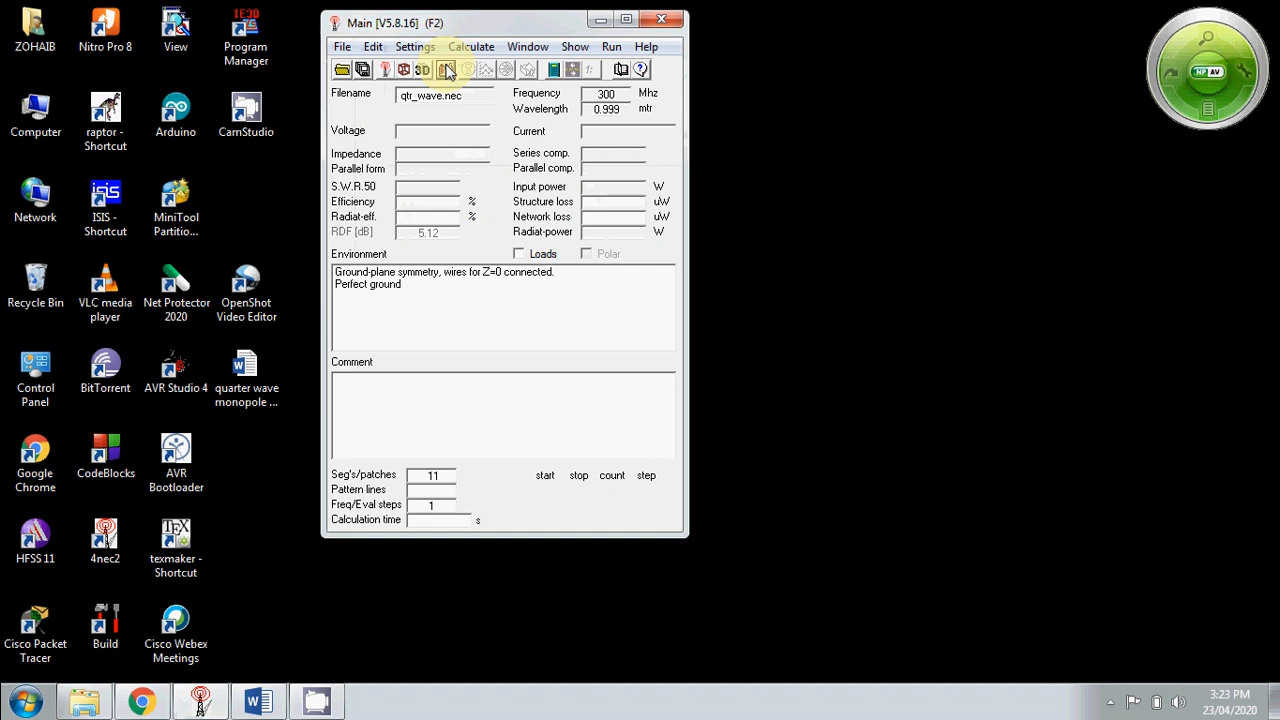 ZOHAIB
Nitro Pro 8
View
Program
Manager
Computer
raptor -
Shortcut
Arduino
CamStudio
Network
ISIS -
Shortcut
MiniTool
Partitio...
Recycle Bin
VLC media
player
Net Protector
2020
OpenShot
Video Editor
Control
Panel
BitTorrent
AVR Studio 4
quarter wave
monopole ...
Google
Chrome
CodeBlocks
AVR
Bootloader
HFSS 11
4nec2
texmaker -
Shortcut
Cisco Packet
Tracer
Build
Cisco Webex
Meetings
Main [V5.8.16] (F2)
File Edit Settings Calculate Window Show Run Help
3D
Filename qtr_wave.nec Frequency 300 Mhz
Wavelength 0.999 mtr
Voltage Current
Impedance Series comp.
Parallel form Parallel comp.
S.W.R.50 Input power W
Efficiency % Structure loss uW
Radiat-eff. % Network loss uW
RDF [dB] 5.12 Radiat-power W
Environment Loads Polar
Ground-plane symmetry, wires for Z=0 connected.
Perfect ground
Comment
Seg's/patches 11 start stop count step
Pattern lines
Freq/Eval steps 1
Calculation time s
NP AV
3:23 PM
23/04/2020